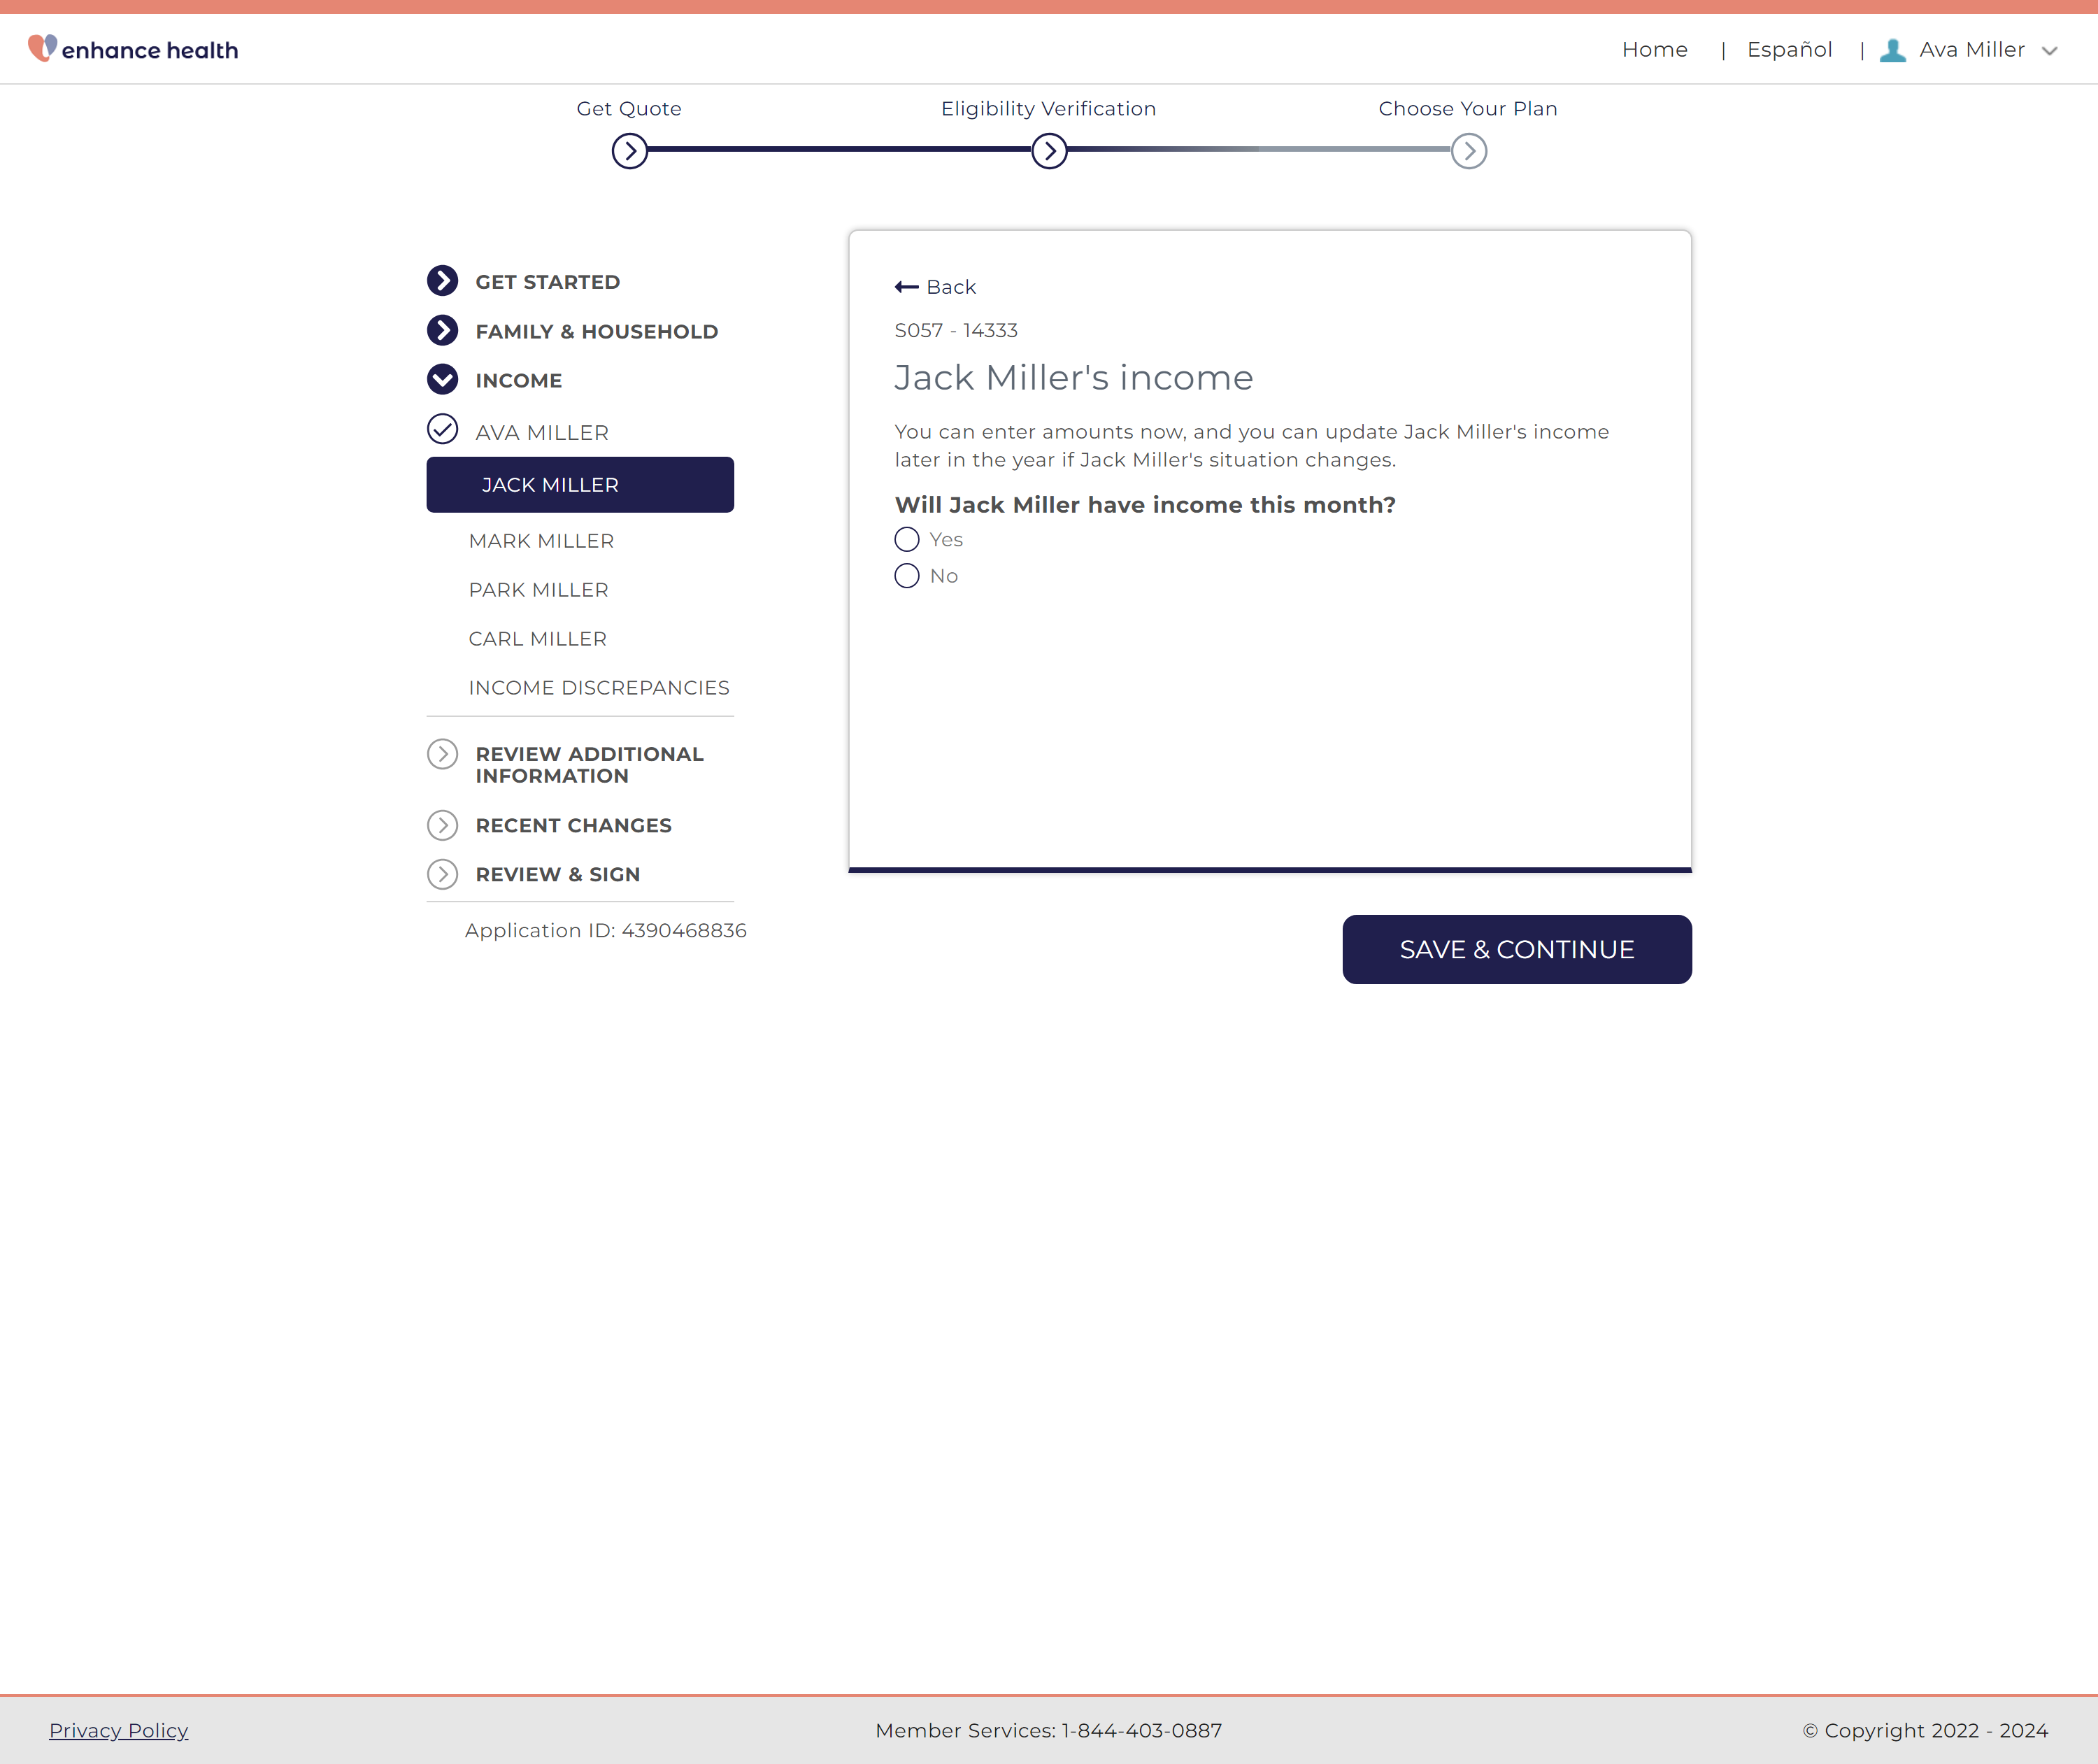 enhance health
Home | Español | Ava Miller
Get Quote
Eligibility Verification
Choose Your Plan
GET STARTED
FAMILY & HOUSEHOLD
INCOME
AVA MILLER
JACK MILLER
MARK MILLER
PARK MILLER
CARL MILLER
INCOME DISCREPANCIES
REVIEW ADDITIONAL
INFORMATION
RECENT CHANGES
REVIEW & SIGN
Application ID: 4390468836
Back
S057 - 14333
Jack Miller's income
You can enter amounts now, and you can update Jack Miller's income
later in the year if Jack Miller's situation changes.
Will Jack Miller have income this month?
Yes
No
SAVE & CONTINUE
Privacy Policy
Member Services: 1-844-403-0887
© Copyright 2022 - 2024